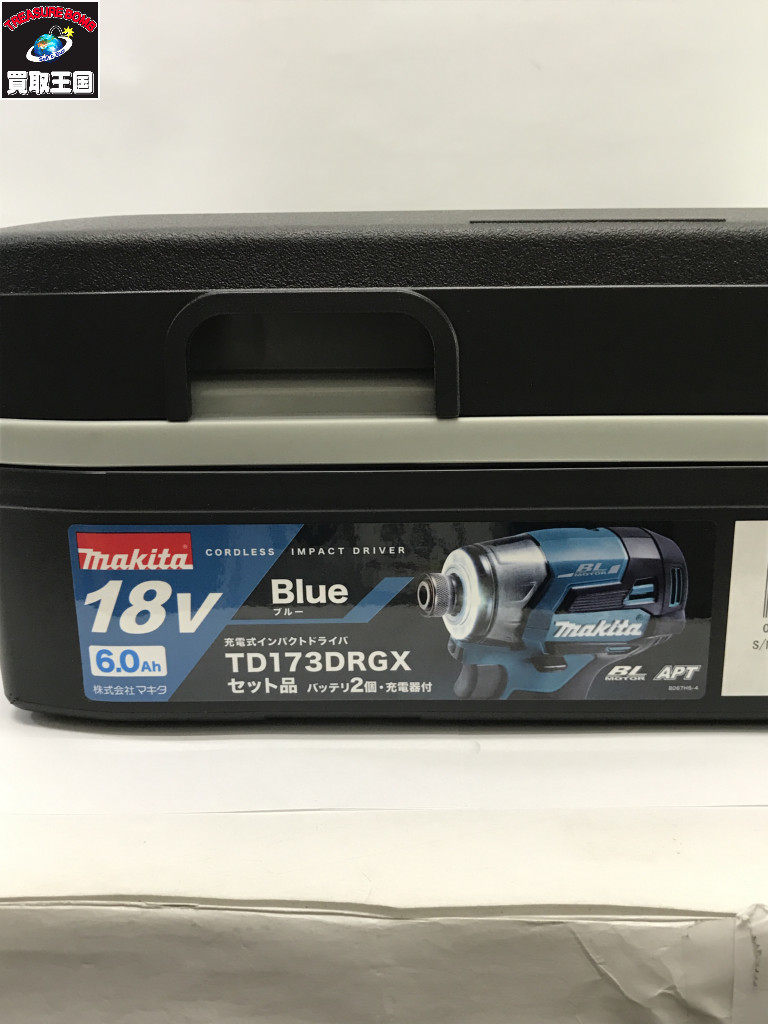 TREASURE BOMB
買取王国
makita
CORDLESS IMPACT DRIVER
18V
Blue
ブルー
6.0Ah
充電式インパクトドライバ
TD173DRGX
セット品 バッテリ2個・充電器付
株式会社マキタ
BL
MOTOR
makita
BL
MOTOR
APT